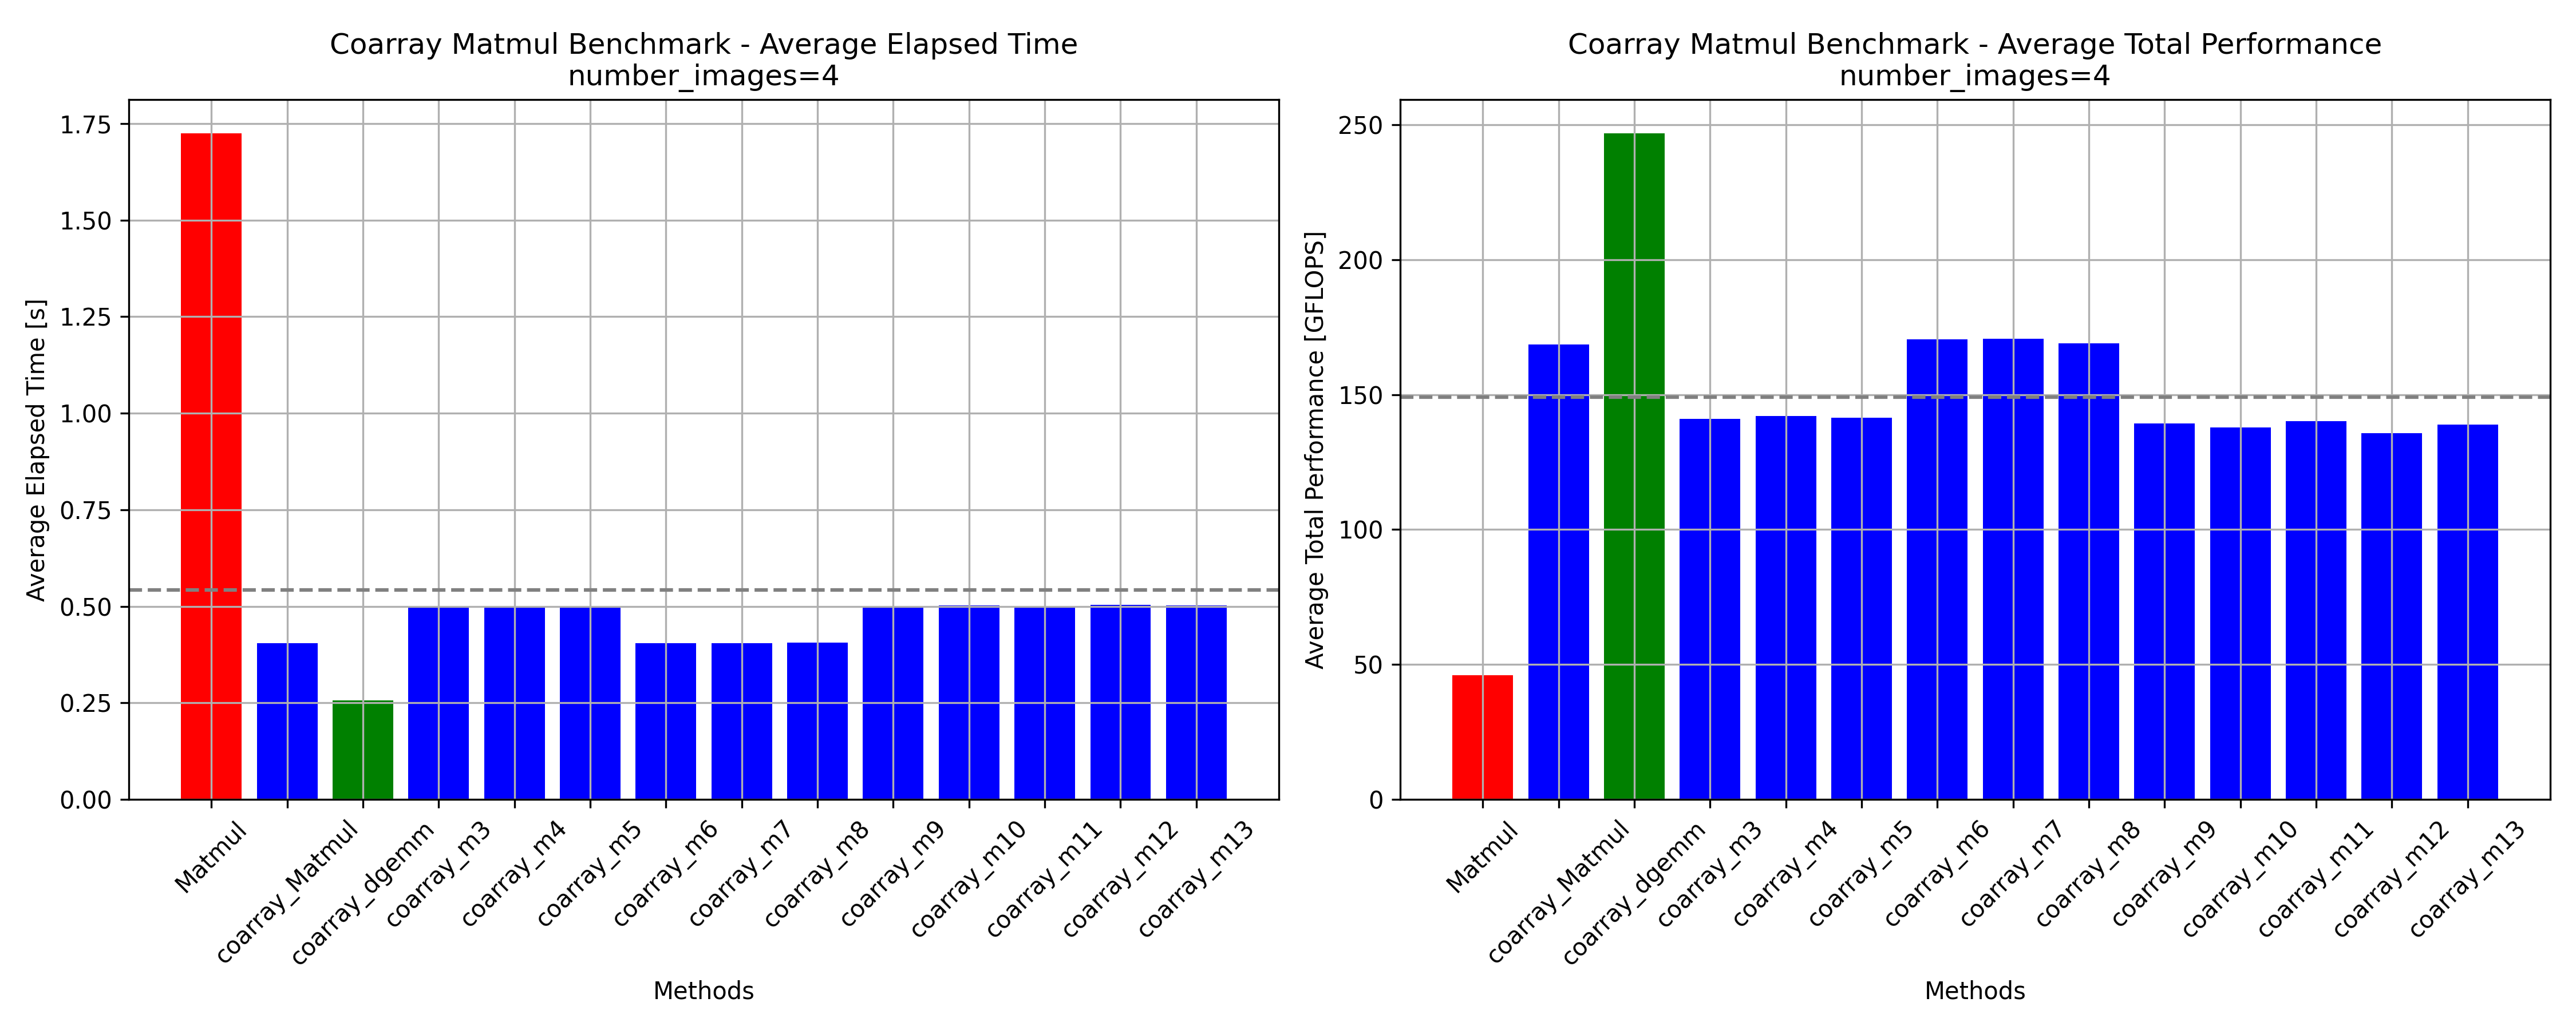 Coarray Matmul Benchmark - Average Elapsed Time
number_images=4
Average Elapsed Time [s]
1.75
1.50
1.25
1.00
0.75
0.50
0.25
0.00
Matmul
coarray_Matmul
coarray_dgemm
coarray_m3
coarray_m4
coarray_m5
coarray_m6
coarray_m7
coarray_m8
coarray_m9
coarray_m10
coarray_m11
coarray_m12
coarray_m13
Methods
Coarray Matmul Benchmark - Average Total Performance
number_images=4
Average Total Performance [GFLOPS]
250
200
150
100
50
0
Matmul
coarray_Matmul
coarray_dgemm
coarray_m3
coarray_m4
coarray_m5
coarray_m6
coarray_m7
coarray_m8
coarray_m9
coarray_m10
coarray_m11
coarray_m12
coarray_m13
Methods